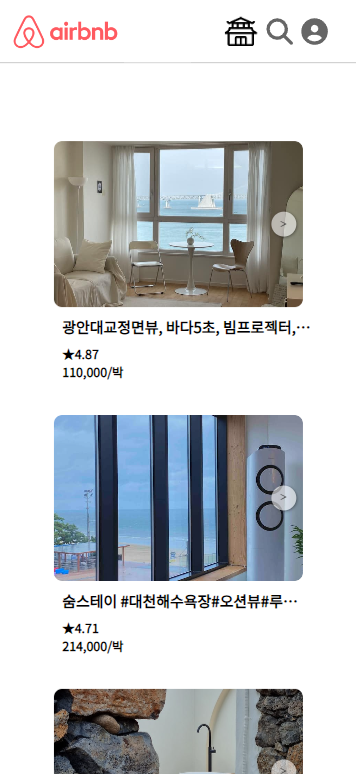 airbnb
>
광안대교정면뷰, 바다5초, 빔프로젝터,…
★4.87
110,000/박
>
숨스테이 #대천해수욕장#오션뷰#루…
★4.71
214,000/박
>